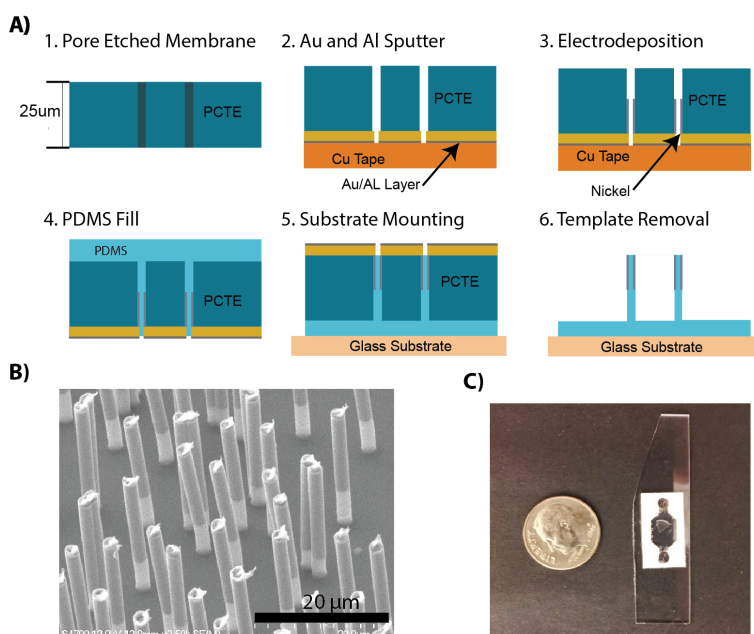 A)
1. Pore Etched Membrane
2. Au and Al Sputter
3. Electrodeposition
25um
PCTE
PCTE
Cu Tape
Au/AL Layer
PCTE
Cu Tape
Nickel
4. PDMS Fill
5. Substrate Mounting
6. Template Removal
PDMS
PCTE
PCTE
Glass Substrate
Glass Substrate
B)
C)
20 µm
LIBERTY